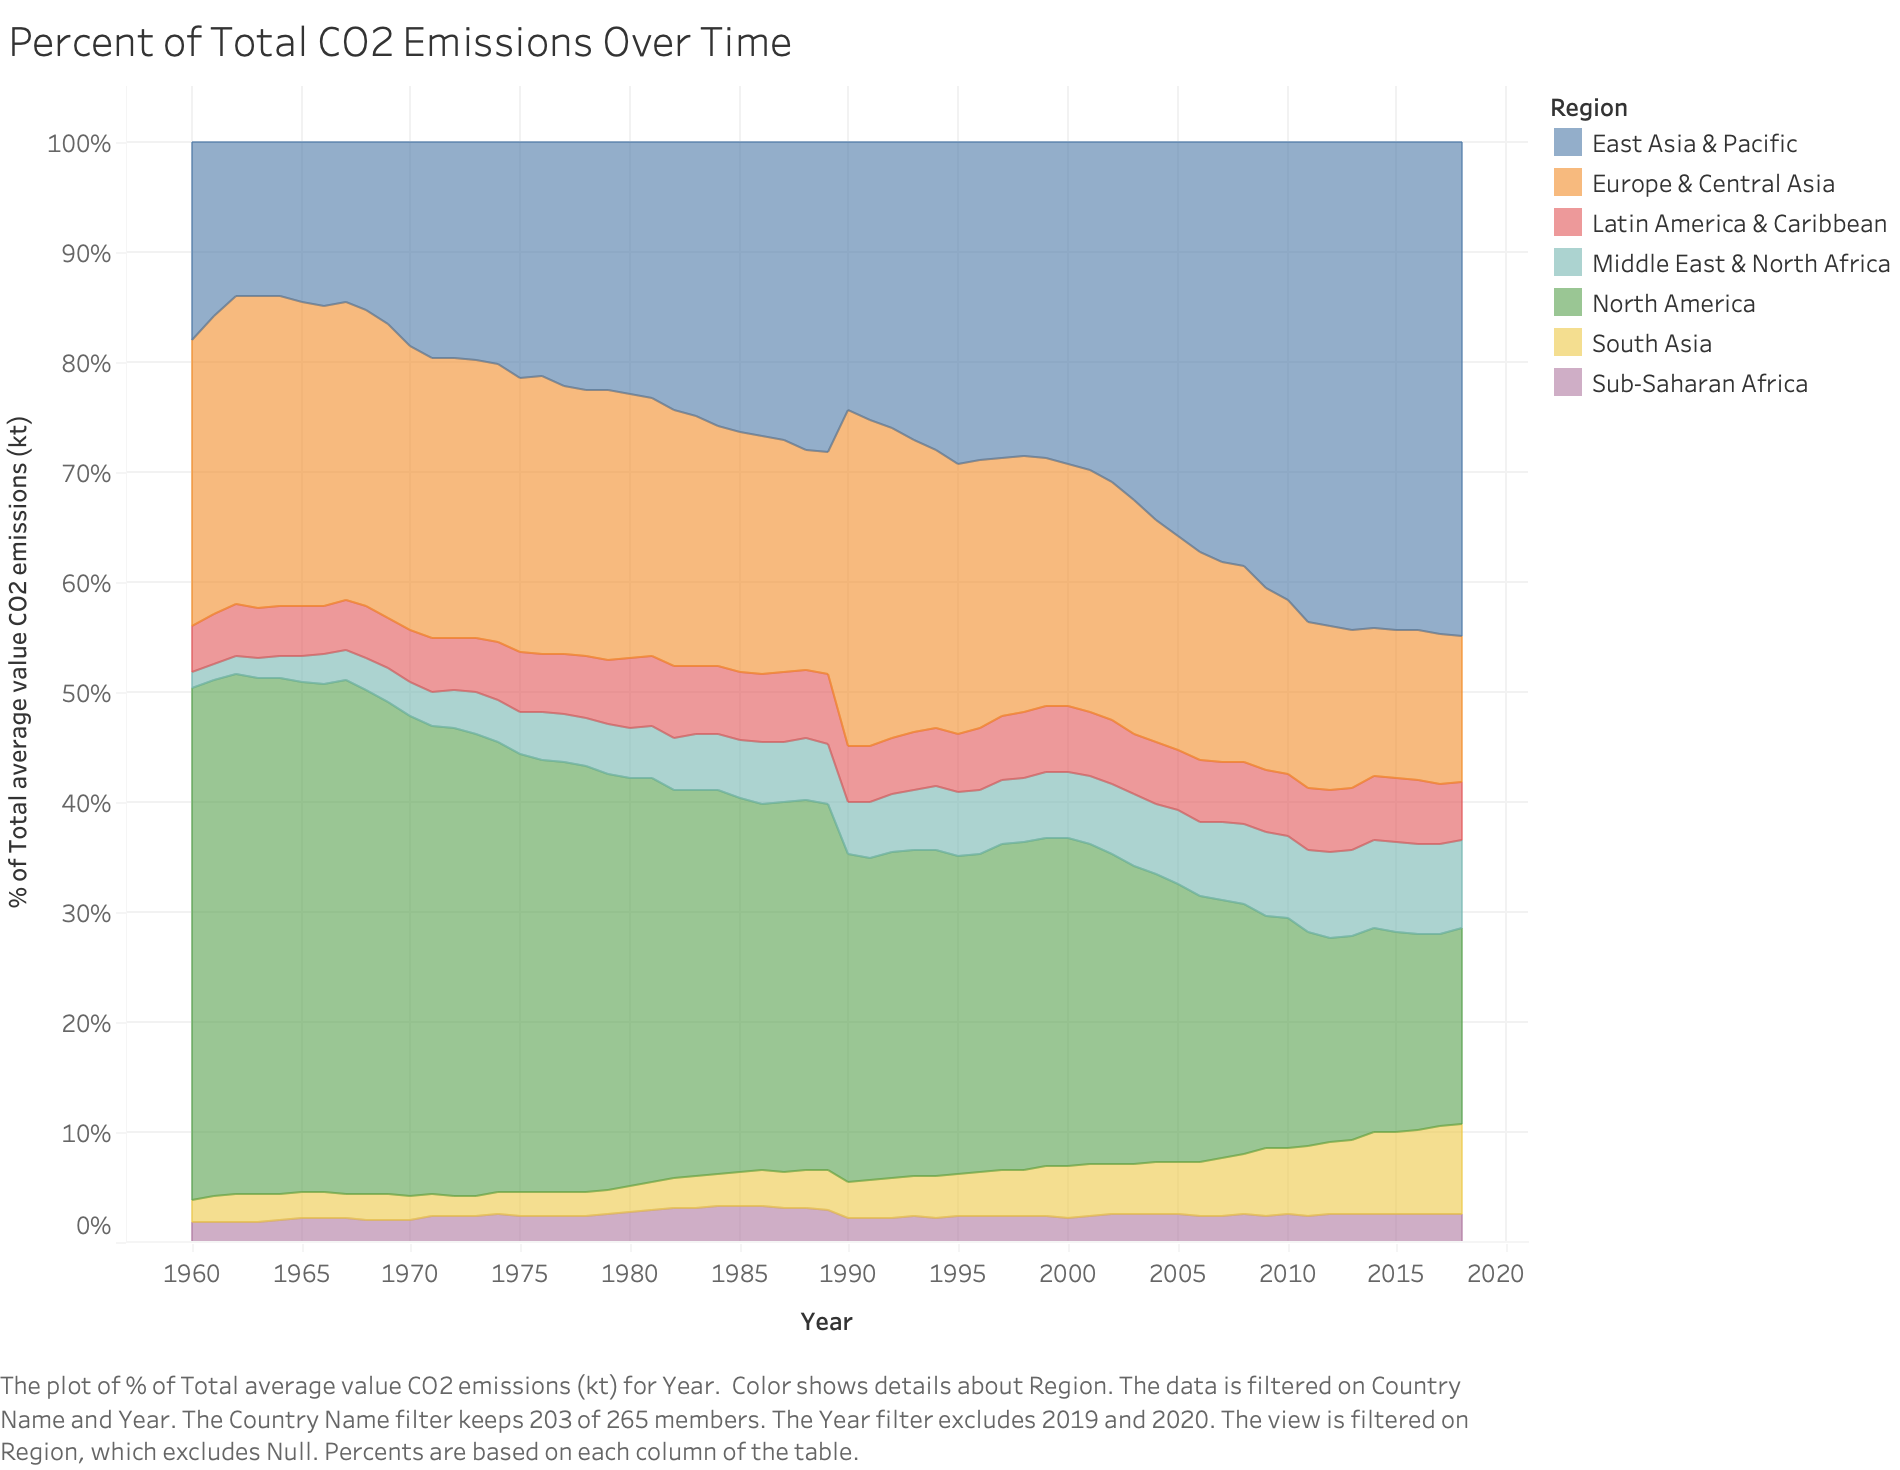 Percent of Total CO2 Emissions Over Time
Region
East Asia & Pacific
Europe & Central Asia
Latin America & Caribbean
Middle East & North Africa
North America
South Asia
Sub-Saharan Africa
% of Total average value CO2 emissions (kt)
100%
90%
80%
70%
60%
50%
40%
30%
20%
10%
0%
1960 1965 1970 1975 1980 1985 1990 1995 2000 2005 2010 2015 2020
Year
The plot of % of Total average value CO2 emissions (kt) for Year.  Color shows details about Region. The data is filtered on Country
Name and Year. The Country Name filter keeps 203 of 265 members. The Year filter excludes 2019 and 2020. The view is filtered on
Region, which excludes Null. Percents are based on each column of the table.